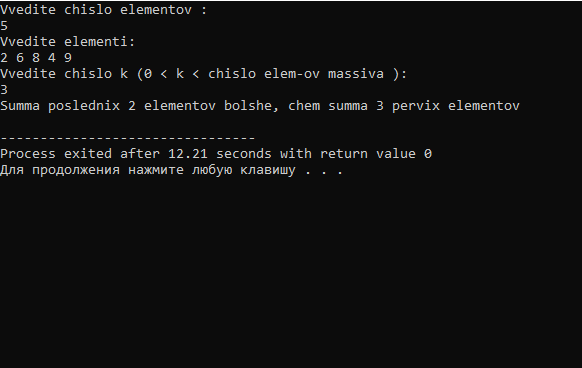 Vvedite chislo elementov :
5
Vvedite elementi:
2 6 8 4 9
Vvedite chislo k (0 < k < chislo elem-ov massiva ):
3
Summa poslednix 2 elementov bolshe, chem summa 3 pervix elementov
--------------------------------
Process exited after 12.21 seconds with return value 0
Для продолжения нажмите любую клавишу . . .